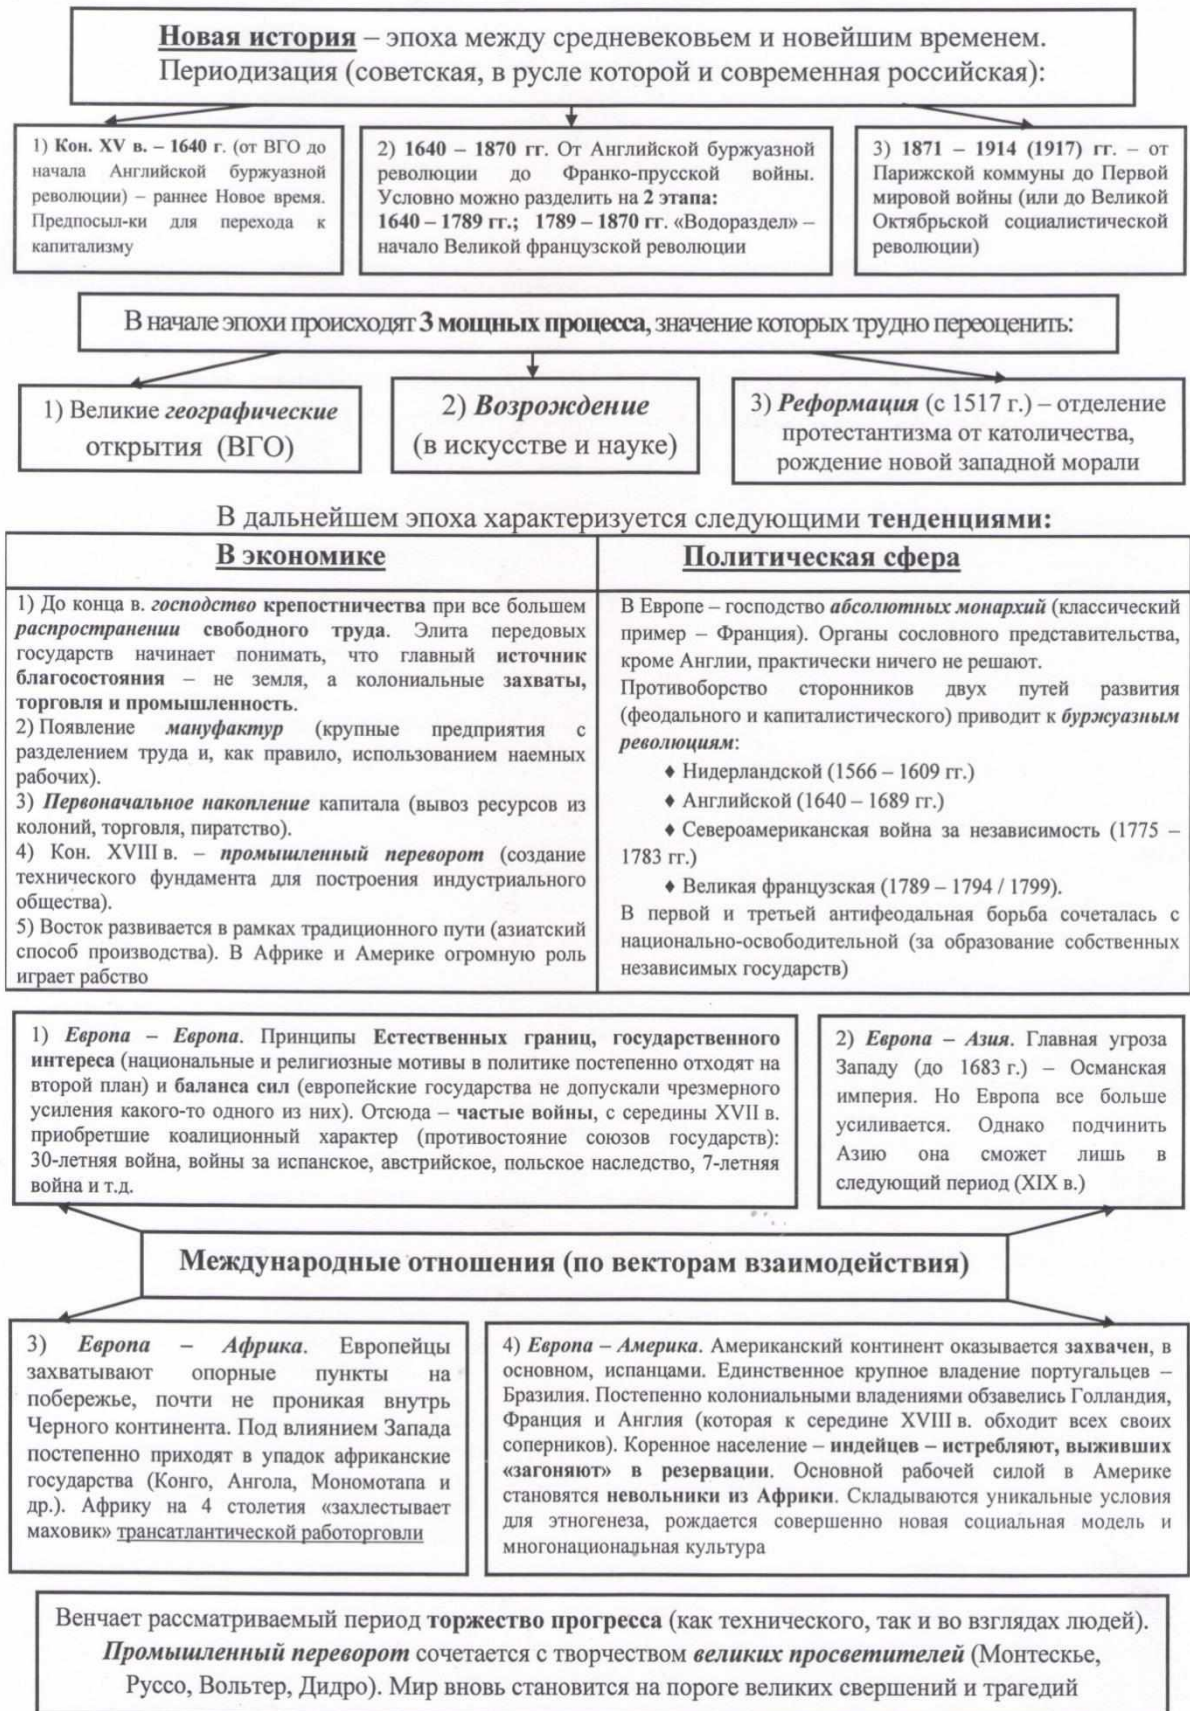 Новая история – эпоха между средневековьем и новейшим временем.
Периодизация (советская, в русле которой и современная российская):
1) Кон. XV в. – 1640 г. (от ВГО до
начала Английской буржуазной
революции) – раннее Новое время.
Предпосыл-ки для перехода к
капитализму
2) 1640 – 1870 гг. От Английской буржуазной
революции до Франко-прусской войны.
Условно можно разделить на 2 этапа:
1640 – 1789 гг.; 1789 – 1870 гг. «Водораздел» –
начало Великой французской революции
3) 1871 – 1914 (1917) гг. – от
Парижской коммуны до Первой
мировой войны (или до Великой
Октябрьской социалистической
революции)
В начале эпохи происходят 3 мощных процесса, значение которых трудно переоценить:
1) Великие географические
открытия (ВГО)
2) Возрождение
(в искусстве и науке)
3) Реформация (с 1517 г.) – отделение
протестантизма от католичества,
рождение новой западной морали
В дальнейшем эпоха характеризуется следующими тенденциями:
В экономике
1) До конца в. господство крепостничества при все большем
распространении свободного труда. Элита передовых
государств начинает понимать, что главный источник
благосостояния – не земля, а колониальные захваты,
торговля и промышленность.
2) Появление мануфактур (крупные предприятия с
разделением труда и, как правило, использованием наемных
рабочих).
3) Первоначальное накопление капитала (вывоз ресурсов из
колоний, торговля, пиратство).
4) Кон. XVIII в. – промышленный переворот (создание
технического фундамента для построения индустриального
общества).
5) Восток развивается в рамках традиционного пути (азиатский
способ производства). В Африке и Америке огромную роль
играет рабство
Политическая сфера
В Европе – господство абсолютных монархий (классический
пример – Франция). Органы сословного представительства,
кроме Англии, практически ничего не решают.
Противоборство сторонников двух путей развития
(феодального и капиталистического) приводит к буржуазным
революциям:
♦ Нидерландской (1566 – 1609 гг.)
♦ Английской (1640 – 1689 гг.)
♦ Североамериканская война за независимость (1775 –
1783 гг.)
♦ Великая французская (1789 – 1794 / 1799).
В первой и третьей антифеодальная борьба сочеталась с
национально-освободительной (за образование собственных
независимых государств)
1) Европа – Европа. Принципы Естественных границ, государственного
интереса (национальные и религиозные мотивы в политике постепенно отходят на
второй план) и баланса сил (европейские государства не допускали чрезмерного
усиления какого-то одного из них). Отсюда – частые войны, с середины XVII в.
приобретшие коалиционный характер (противостояние союзов государств):
30-летняя война, войны за испанское, австрийское, польское наследство, 7-летняя
война и т.д.
2) Европа – Азия. Главная угроза
Западу (до 1683 г.) – Османская
империя. Но Европа все больше
усиливается. Однако подчинить
Азию она сможет лишь в
следующий период (XIX в.)
Международные отношения (по векторам взаимодействия)
3) Европа – Африка. Европейцы
захватывают опорные пункты на
побережье, почти не проникая внутрь
Черного континента. Под влиянием Запада
постепенно приходят в упадок африканские
государства (Конго, Ангола, Мономотапа и
др.). Африку на 4 столетия «захлестывает
маховик» трансатлантической работорговли
4) Европа – Америка. Американский континент оказывается захвачен, в
основном, испанцами. Единственное крупное владение португальцев –
Бразилия. Постепенно колониальными владениями обзавелись Голландия,
Франция и Англия (которая к середине XVIII в. обходит всех своих
соперников). Коренное население – индейцев – истребляют, выживших
«загоняют» в резервации. Основной рабочей силой в Америке
становятся невольники из Африки. Складываются уникальные условия
для этногенеза, рождается совершенно новая социальная модель и
многонациональная культура
Венчает рассматриваемый период торжество прогресса (как технического, так и во взглядах людей).
Промышленный переворот сочетается с творчеством великих просветителей (Монтескье,
Руссо, Вольтер, Дидро). Мир вновь становится на пороге великих свершений и трагедий